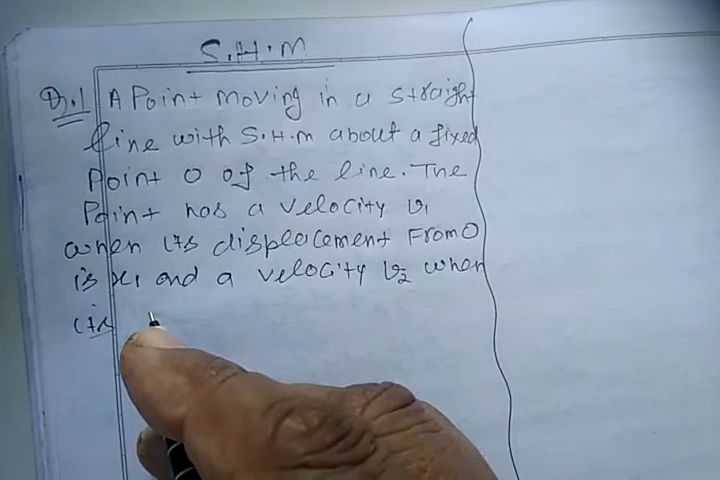 S.H.M
Q.1 A Point moving in a straight
line with S.H.m about a fixed
Point O of the line. The
Point has a velocity v₁
when its displacement From O
is x₁ and a velocity v₂ when
its